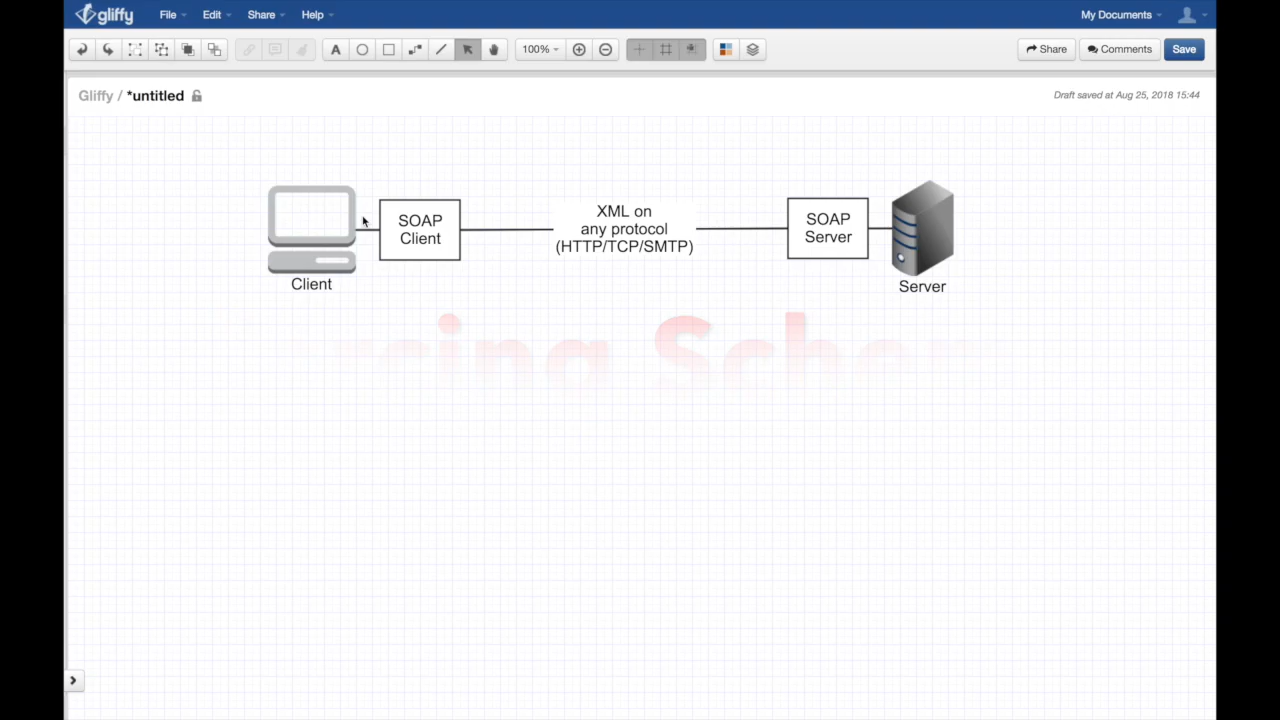 gliffy File Edit Share Help My Documents
A 100% Share Comments Save
Gliffy / *untitled Draft saved at Aug 25, 2018 15:44
SOAP
Client
XML on
any protocol
(HTTP/TCP/SMTP)
SOAP
Server
Client
Server